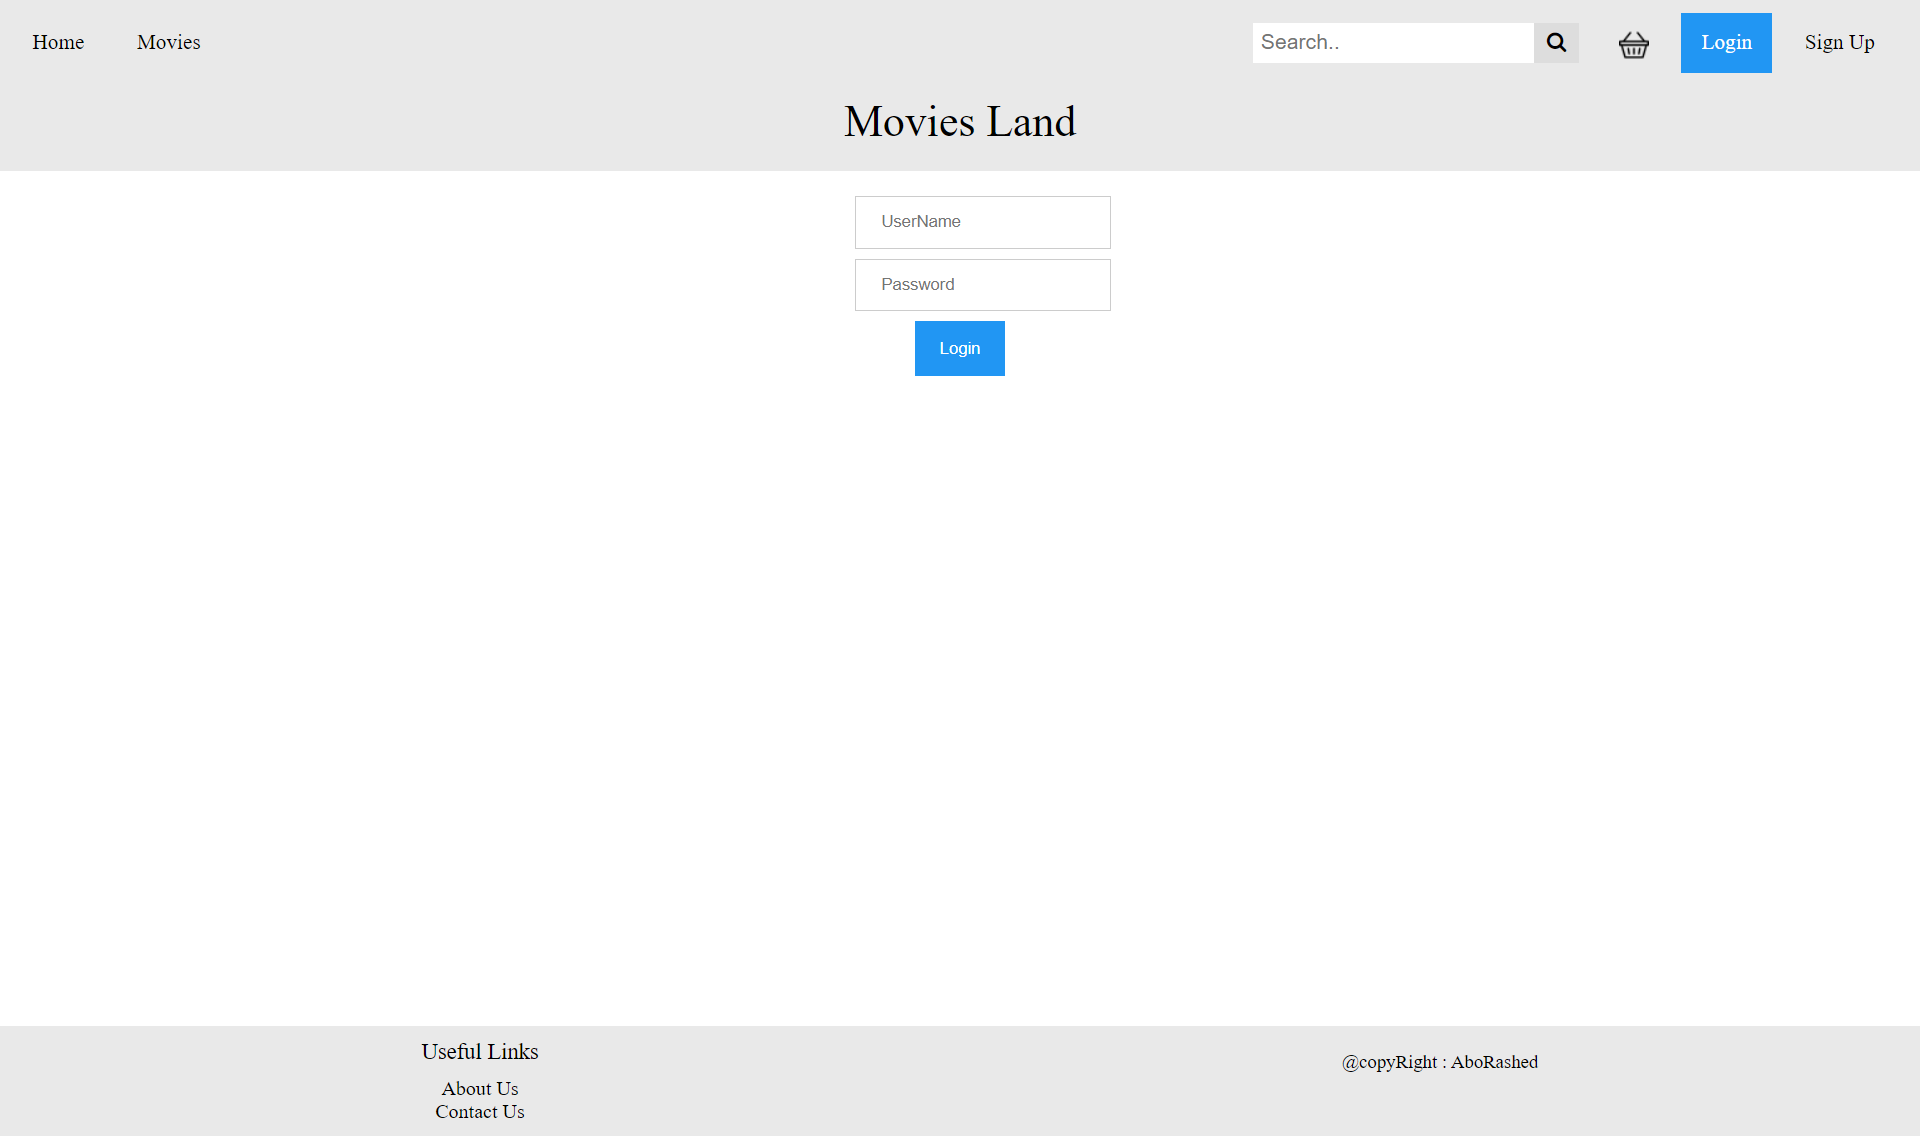 Home Movies Search.. Login Sign Up
Movies Land
UserName
Password
Login
Useful Links
About Us
Contact Us
@copyRight : AboRashed